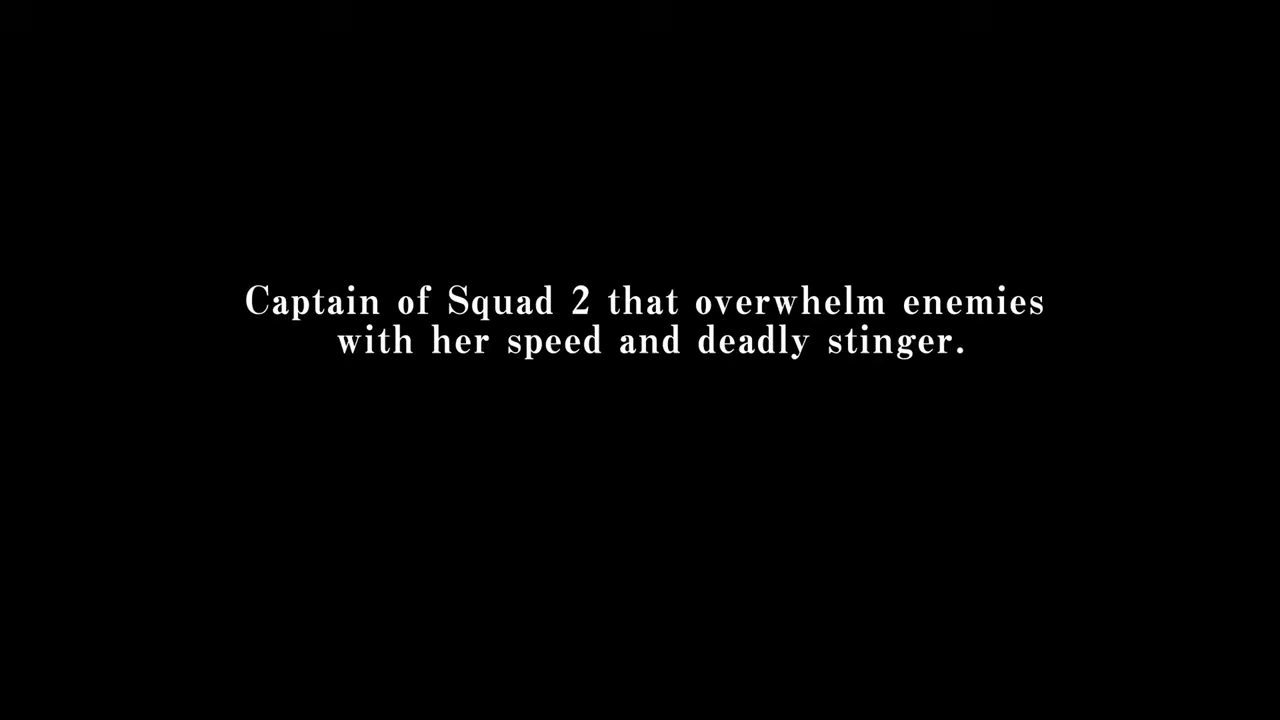 Captain of Squad 2 that overwhelm enemies
with her speed and deadly stinger.